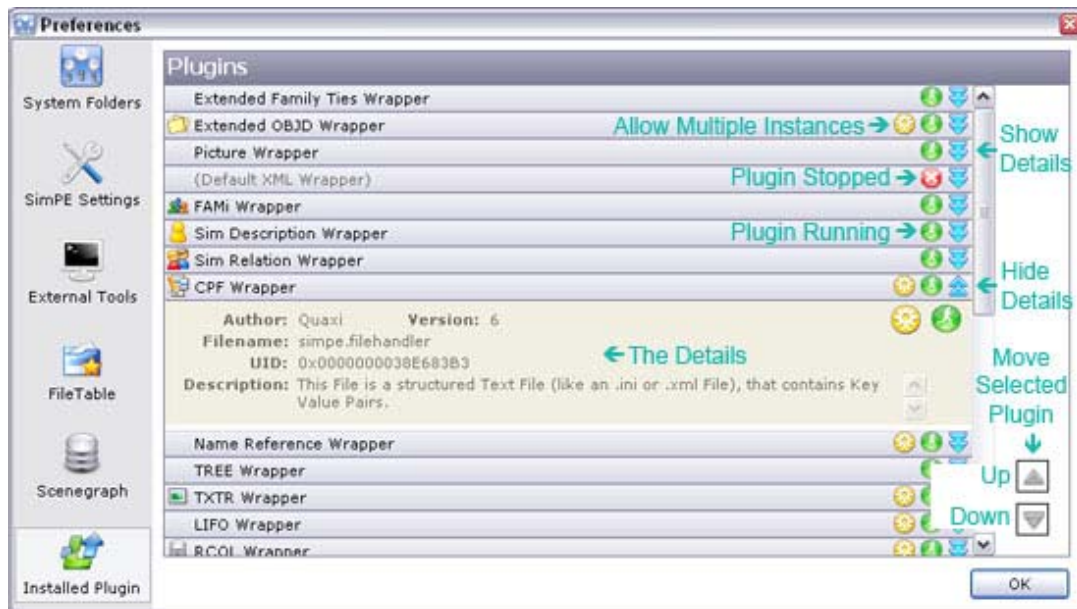 Preferences
System Folders
SimPE Settings
External Tools
FileTable
Scenegraph
Installed Plugin
Plugins
Extended Family Ties Wrapper
Extended OBJD Wrapper
Allow Multiple Instances
Picture Wrapper
Show
Details
(Default XML Wrapper)
Plugin Stopped
FAMi Wrapper
Sim Description Wrapper
Plugin Running
Sim Relation Wrapper
CPF Wrapper
Hide
Details
Author: Quaxi Version: 6
Filename: simpe.filehandler
UID: 0x0000000038E683B3
The Details
Description: This File is a structured Text File (like an .ini or .xml File), that contains Key
Value Pairs.
Move
Selected
Plugin
Name Reference Wrapper
TREE Wrapper
Up
TXTR Wrapper
LIFO Wrapper
Down
RCOL Wrapper
OK